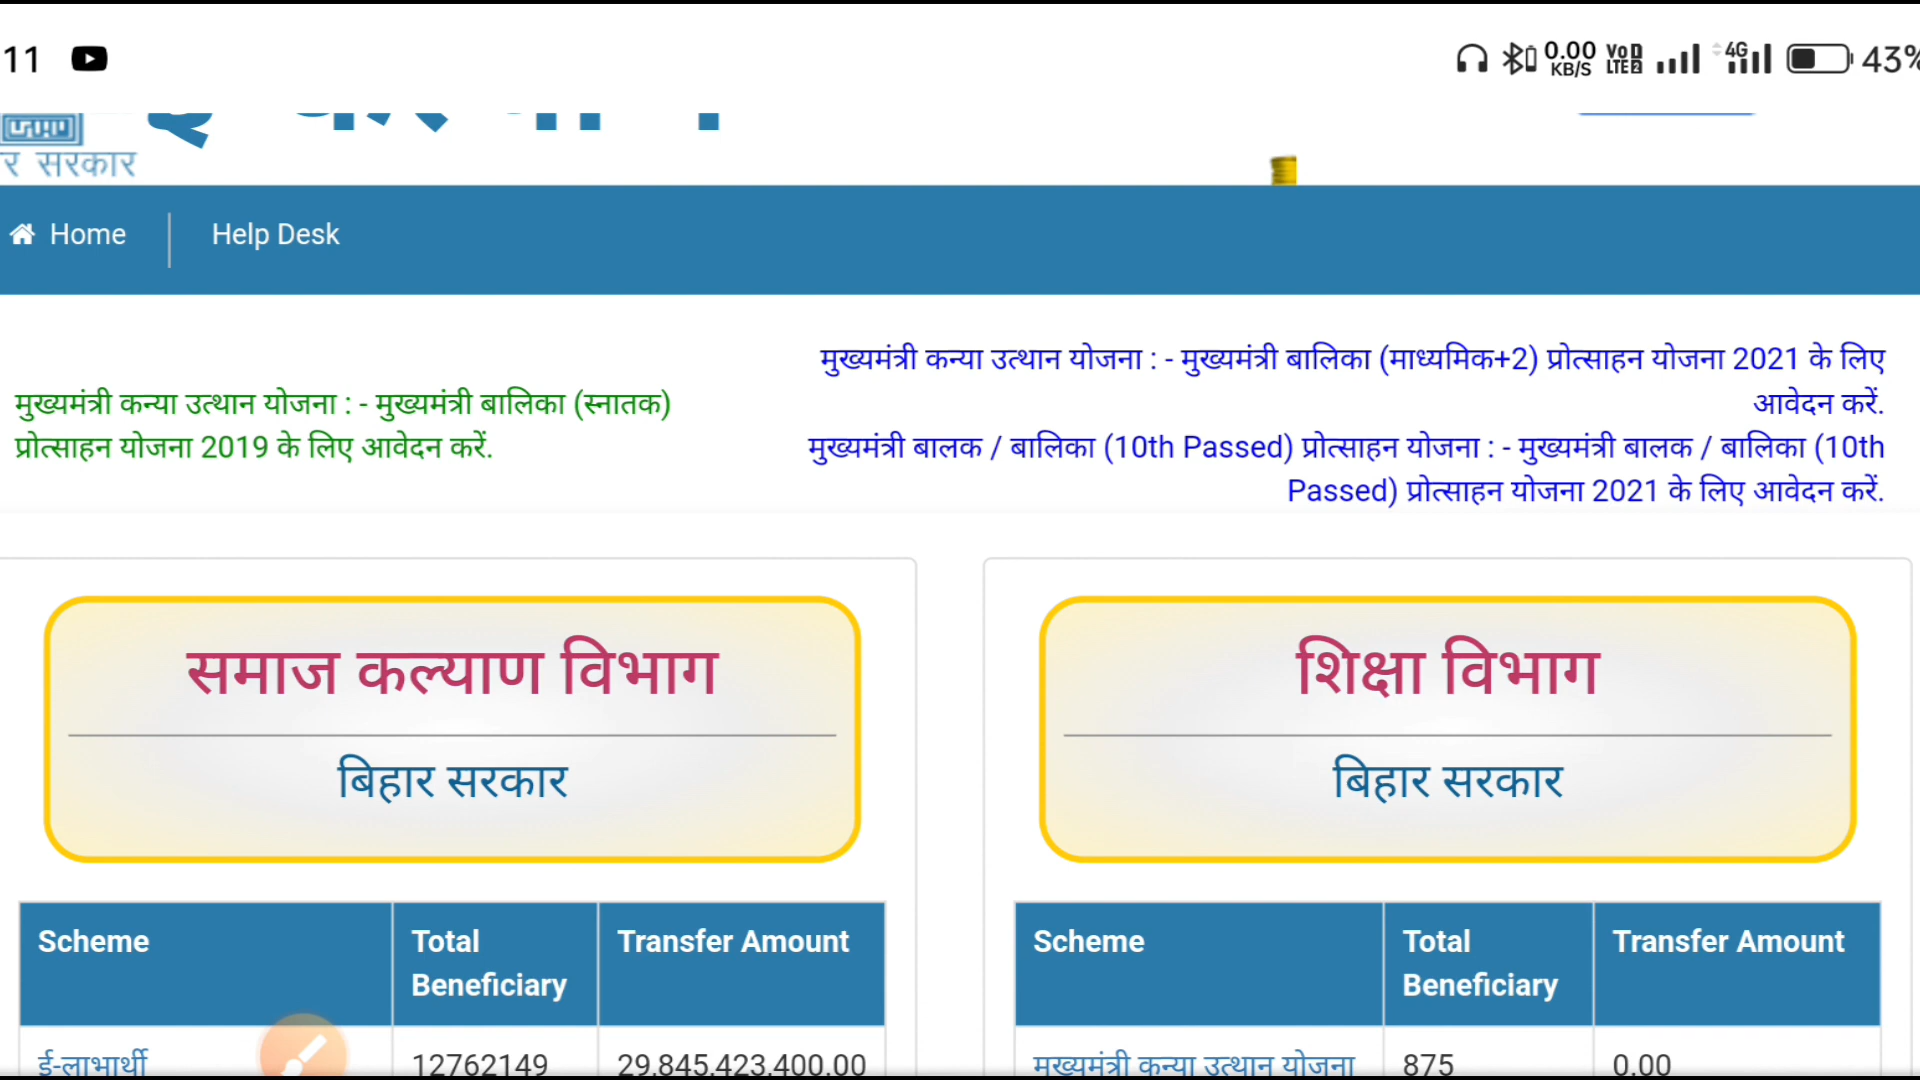 11
0.00 KB/S
VoLTE 4G 43%
र सरकार
Home
Help Desk
मुख्यमंत्री कन्या उत्थान योजना : - मुख्यमंत्री बालिका (स्नातक)
प्रोत्साहन योजना 2019 के लिए आवेदन करें.
मुख्यमंत्री कन्या उत्थान योजना : - मुख्यमंत्री बालिका (माध्यमिक+2) प्रोत्साहन योजना 2021 के लिए
आवेदन करें.
मुख्यमंत्री बालक / बालिका (10th Passed) प्रोत्साहन योजना : - मुख्यमंत्री बालक / बालिका (10th
Passed) प्रोत्साहन योजना 2021 के लिए आवेदन करें.
समाज कल्याण विभाग
बिहार सरकार
Scheme
Total
Beneficiary
Transfer Amount
ई-लाभार्थी
12762149
29,845,423,400.00
शिक्षा विभाग
बिहार सरकार
Scheme
Total
Beneficiary
Transfer Amount
मुख्यमंत्री कन्या उत्थान योजना
875
0.00